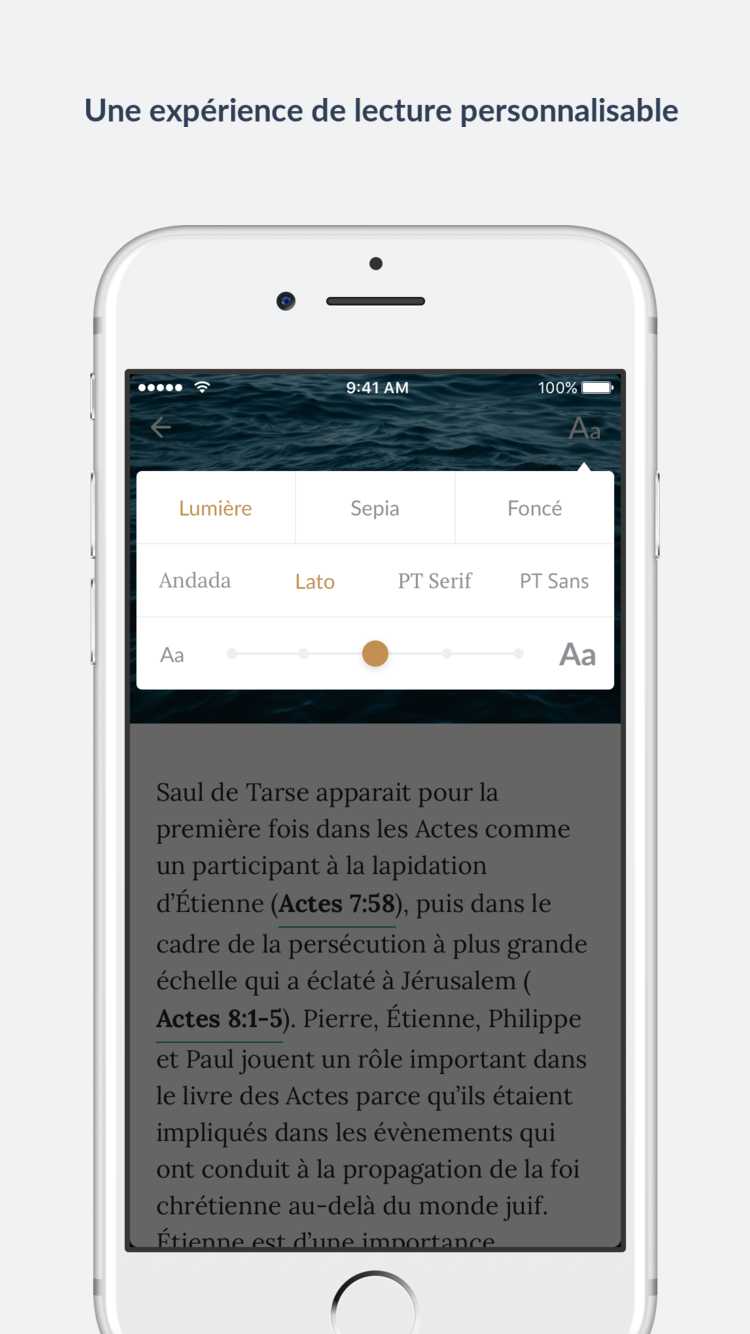 Une expérience de lecture personnalisable
9:41 AM 100%
Aa
Lumière Sepia Foncé
Andada Lato PT Serif PT Sans
Aa Aa
Saul de Tarse apparait pour la
première fois dans les Actes comme
un participant à la lapidation
d’Étienne (Actes 7:58), puis dans le
cadre de la persécution à plus grande
échelle qui a éclaté à Jérusalem (
Actes 8:1-5). Pierre, Étienne, Philippe
et Paul jouent un rôle important dans
le livre des Actes parce qu’ils étaient
impliqués dans les évènements qui
ont conduit à la propagation de la foi
chrétienne au-delà du monde juif.
Étienne est d’une importance